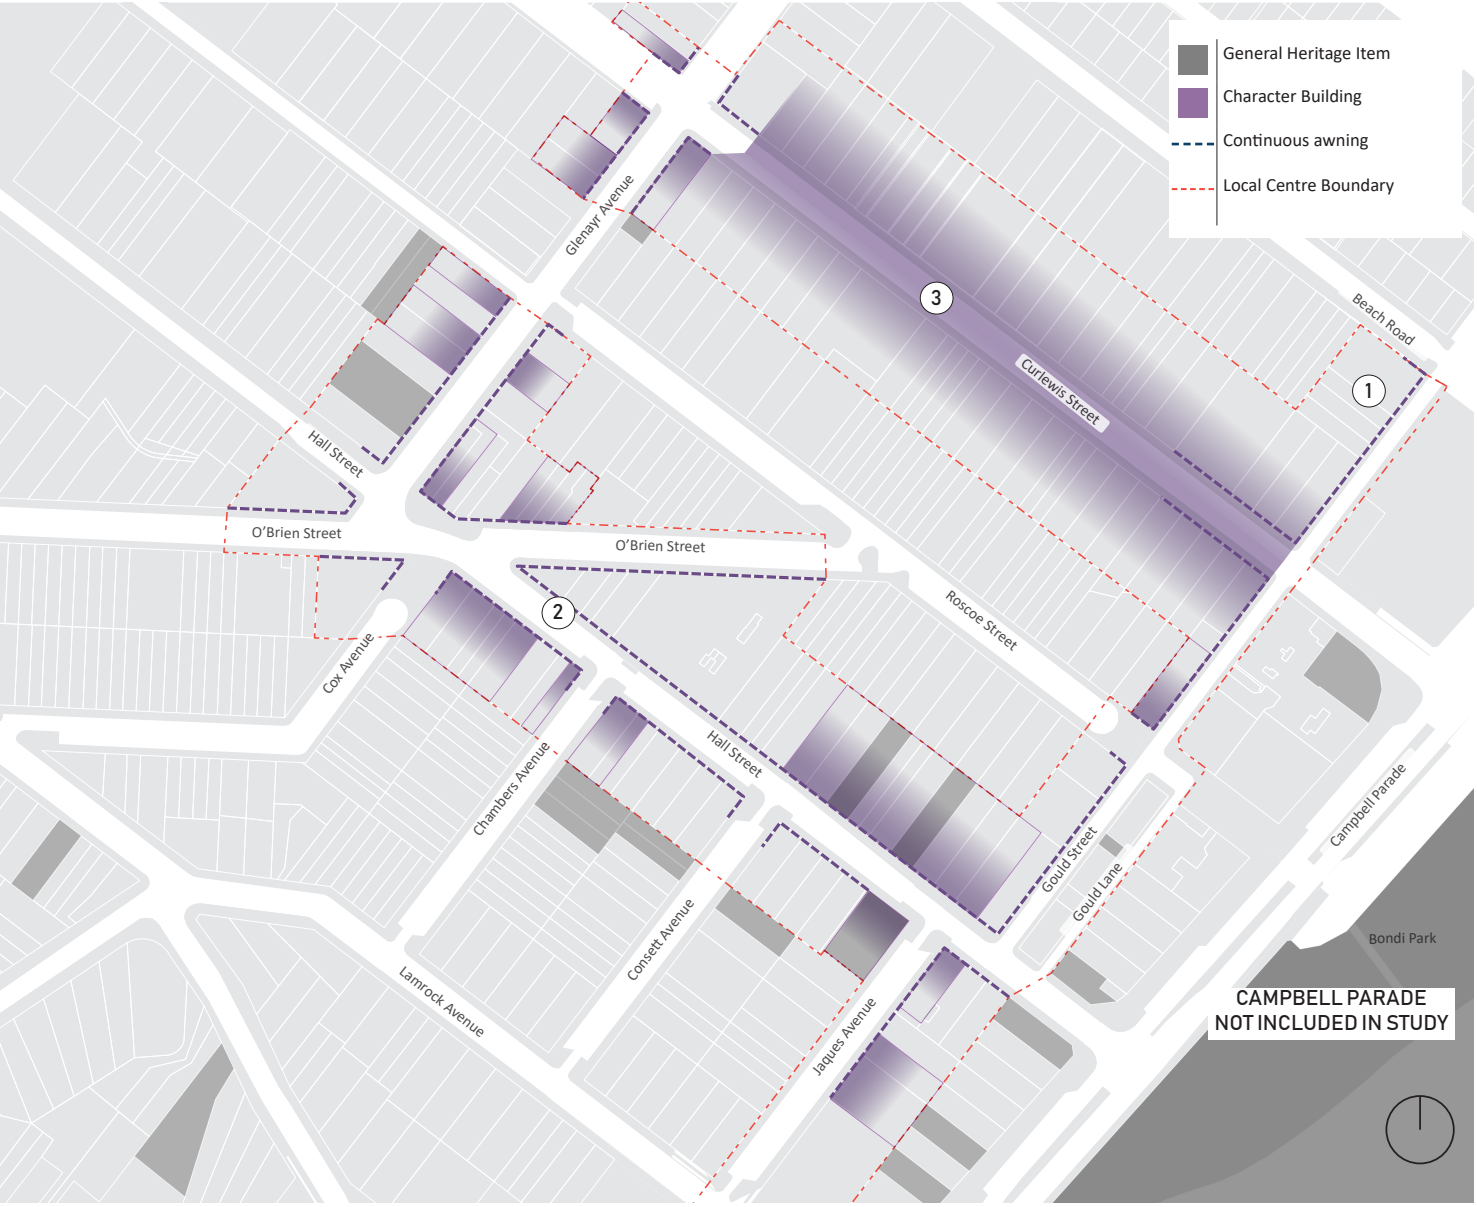 General Heritage Item
Character Building
Continuous awning
Local Centre Boundary
Glenayr Avenue
Beach Road
3
Curlewis Street
1
Hall Street
O'Brien Street
O'Brien Street
2
Roscoe Street
Cox Avenue
Hall Street
Chambers Avenue
Campbell Parade
Gould Street
Gould Lane
Consett Avenue
Bondi Park
Lamrock Avenue
Jaques Avenue
CAMPBELL PARADE
NOT INCLUDED IN STUDY